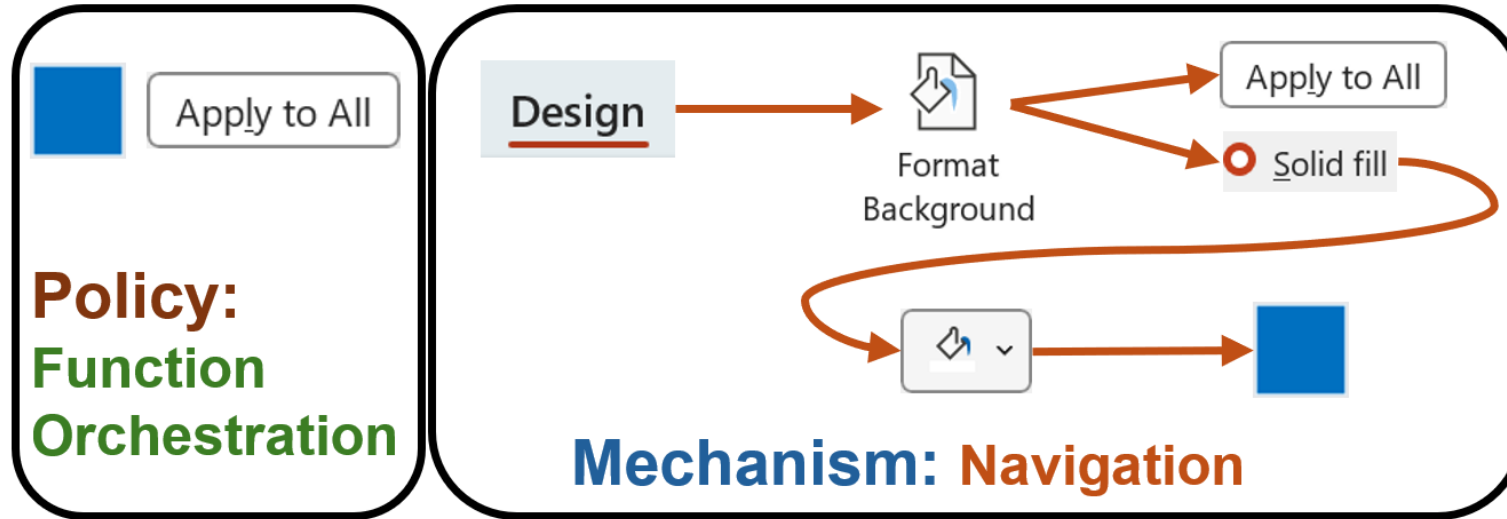 Apply to All
Policy:
Function
Orchestration
Design
Format
Background
Apply to All
Solid fill
Mechanism: Navigation